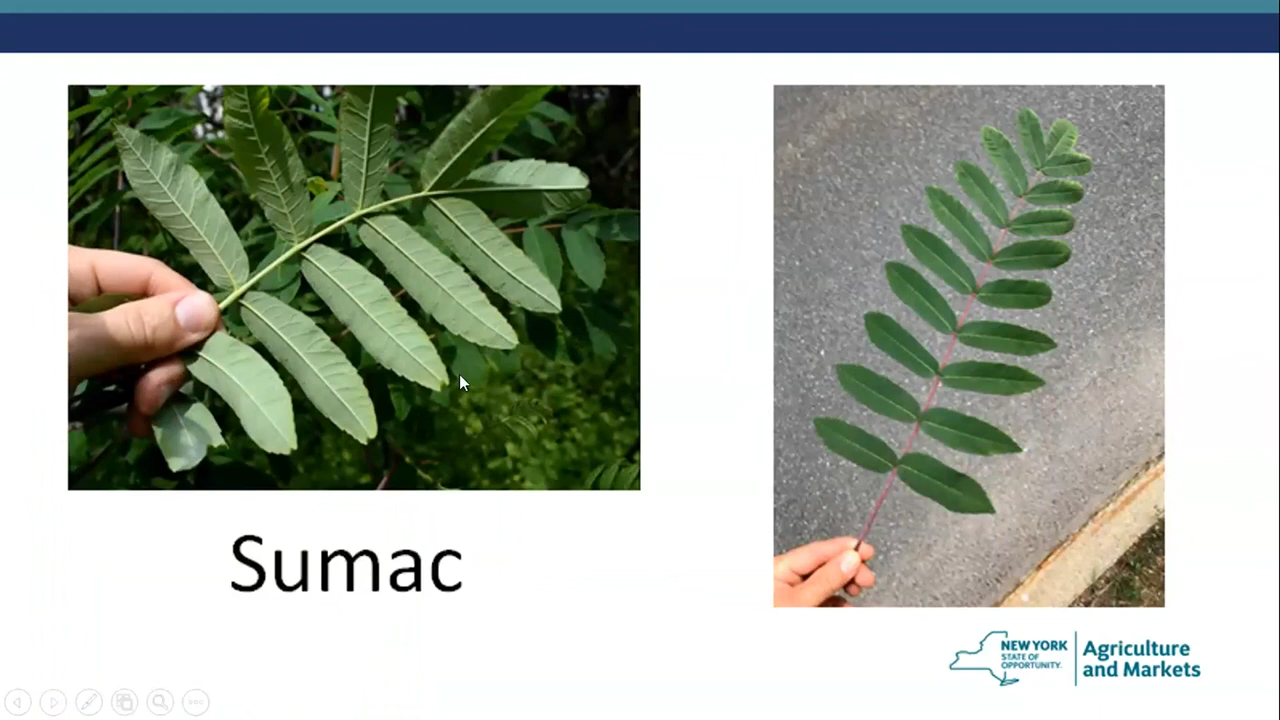 Sumac
NEW YORK
STATE OF
OPPORTUNITY.
Agriculture
and Markets